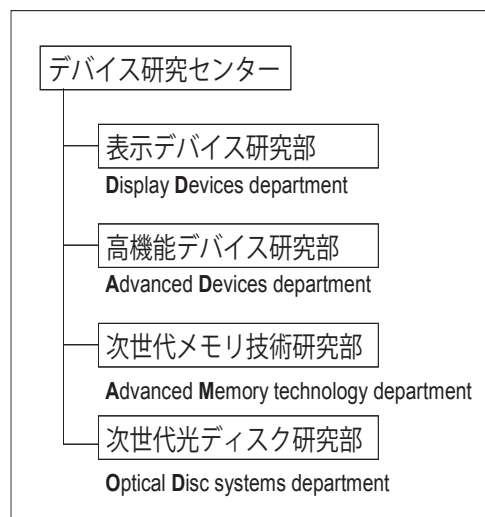 デバイス研究センター
表示デバイス研究部
Display Devices department
高機能デバイス研究部
Advanced Devices department
次世代メモリ技術研究部
Advanced Memory technology department
次世代光ディスク研究部
Optical Disc systems department